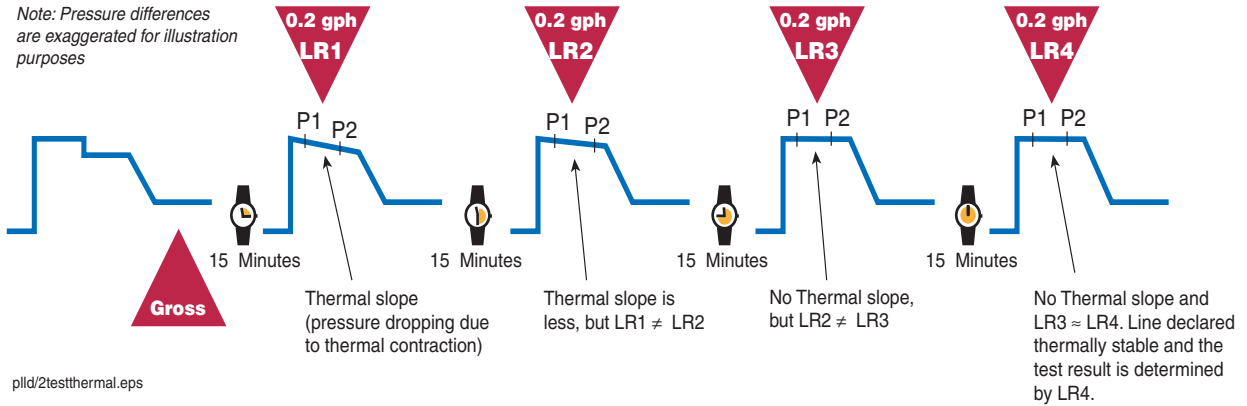 Note: Pressure differences
are exaggerated for illustration
purposes
0.2 gph
LR1
0.2 gph
LR2
0.2 gph
LR3
0.2 gph
LR4
P1
P2
P1
P2
P1 P2
P1 P2
15 Minutes
15 Minutes
15 Minutes
15 Minutes
Gross
Thermal slope
(pressure dropping due
to thermal contraction)
Thermal slope is
less, but LR1 ≠ LR2
No Thermal slope,
but LR2 ≠ LR3
No Thermal slope and
LR3 ≈ LR4. Line declared
thermally stable and the
test result is determined
by LR4.
plld/2testthermal.eps